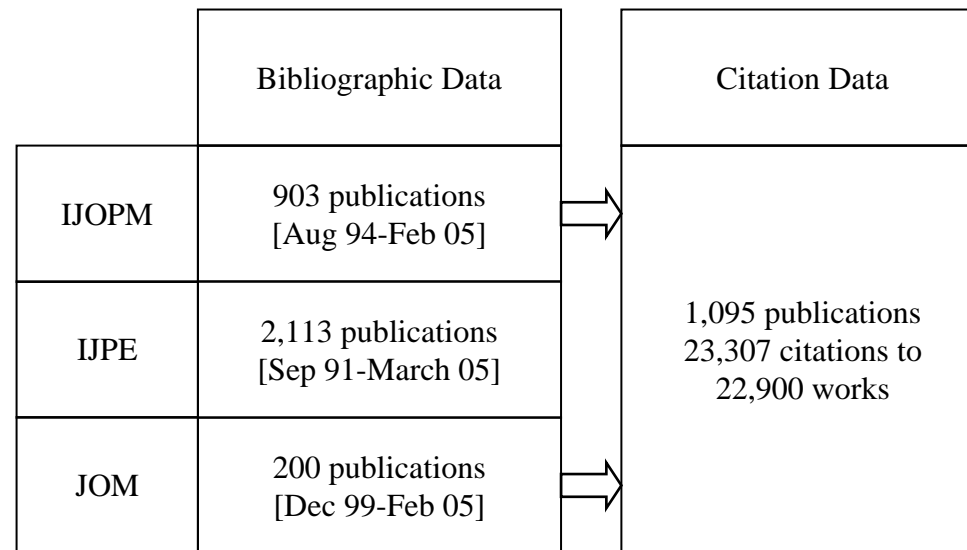 Bibliographic Data
Citation Data
IJOPM
903 publications
[Aug 94-Feb 05]
IJPE
2,113 publications
[Sep 91-March 05]
JOM
200 publications
[Dec 99-Feb 05]
1,095 publications
23,307 citations to
22,900 works